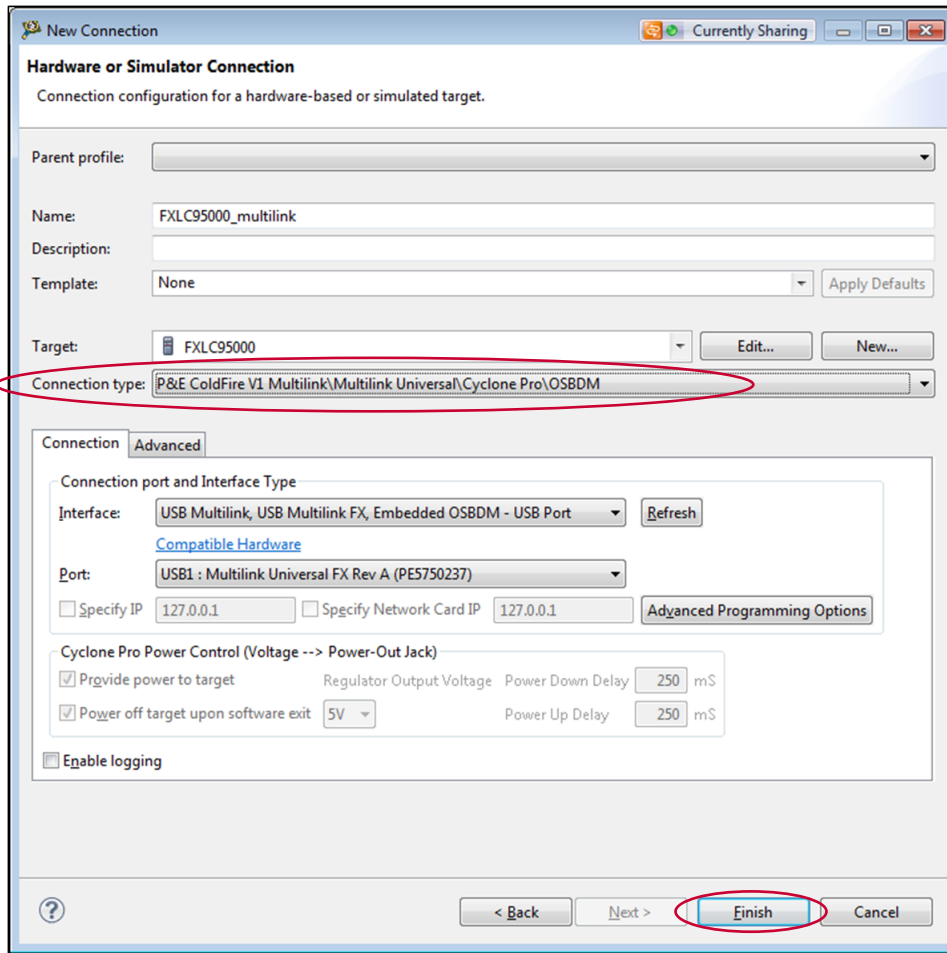 New Connection Currently Sharing
Hardware or Simulator Connection
Connection configuration for a hardware-based or simulated target.
Parent profile:
Name: FXLC95000_multilink
Description:
Template: None Apply Defaults
Target: FXLC95000 Edit... New...
Connection type: P&E ColdFire V1 Multilink\Multilink Universal\Cyclone Pro\OSBDM
Connection Advanced
Connection port and Interface Type
Interface: USB Multilink, USB Multilink FX, Embedded OSBDM - USB Port Refresh
Compatible Hardware
Port: USB1 : Multilink Universal FX Rev A (PE5750237)
Specify IP 127.0.0.1 Specify Network Card IP 127.0.0.1 Advanced Programming Options
Cyclone Pro Power Control (Voltage --> Power-Out Jack)
Provide power to target Regulator Output Voltage Power Down Delay 250 mS
Power off target upon software exit 5V Power Up Delay 250 mS
Enable logging
? < Back Next > Finish Cancel